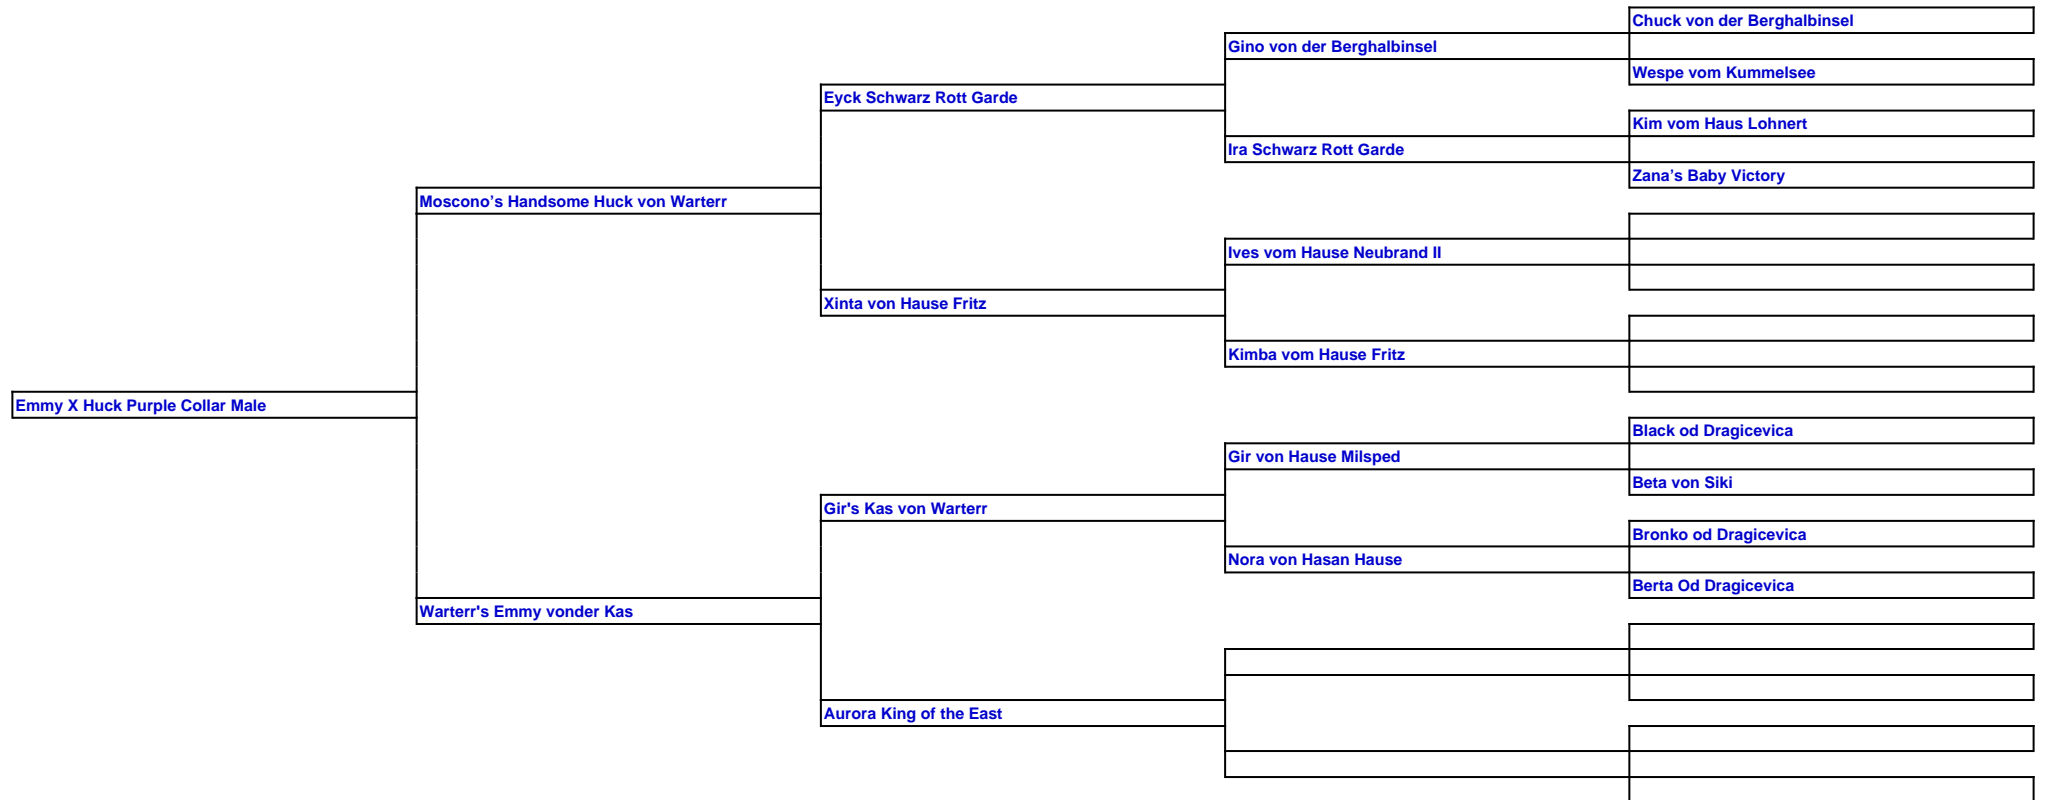 Chuck von der Berghalbinsel
Gino von der Berghalbinsel
Wespe vom Kummelsee
Eyck Schwarz Rott Garde
Kim vom Haus Lohnert
Ira Schwarz Rott Garde
Zana’s Baby Victory
Moscono’s Handsome Huck von Warterr
Ives vom Hause Neubrand II
Xinta von Hause Fritz
Kimba vom Hause Fritz
Emmy X Huck Purple Collar Male
Black od Dragicevica
Gir von Hause Milsped
Beta von Siki
Gir's Kas von Warterr
Bronko od Dragicevica
Nora von Hasan Hause
Berta Od Dragicevica
Warterr's Emmy vonder Kas
Aurora King of the East